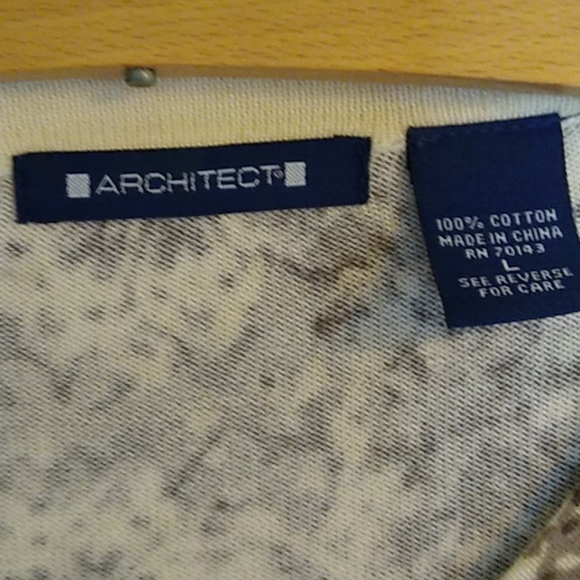 ARCHITECT®
100% COTTON
MADE IN CHINA
RN 70143
L
SEE REVERSE
FOR CARE